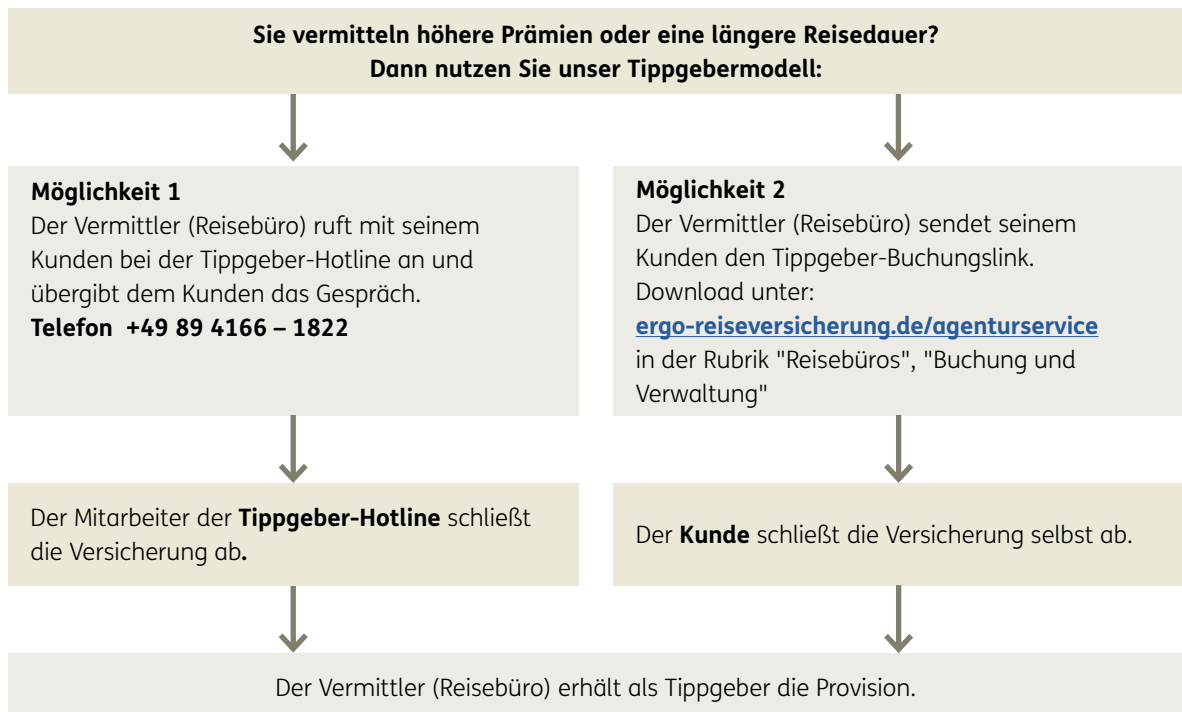 Sie vermitteln höhere Prämien oder eine längere Reisedauer?
Dann nutzen Sie unser Tippgebermodell:
Möglichkeit 1
Der Vermittler (Reisebüro) ruft mit seinem
Kunden bei der Tippgeber-Hotline an und
übergibt dem Kunden das Gespräch.
Telefon +49 89 4166 – 1822
Möglichkeit 2
Der Vermittler (Reisebüro) sendet seinem
Kunden den Tippgeber-Buchungslink.
Download unter:
ergo-reiseversicherung.de/agenturservice
in der Rubrik "Reisebüros", "Buchung und
Verwaltung"
Der Mitarbeiter der Tippgeber-Hotline schließt
die Versicherung ab.
Der Kunde schließt die Versicherung selbst ab.
Der Vermittler (Reisebüro) erhält als Tippgeber die Provision.